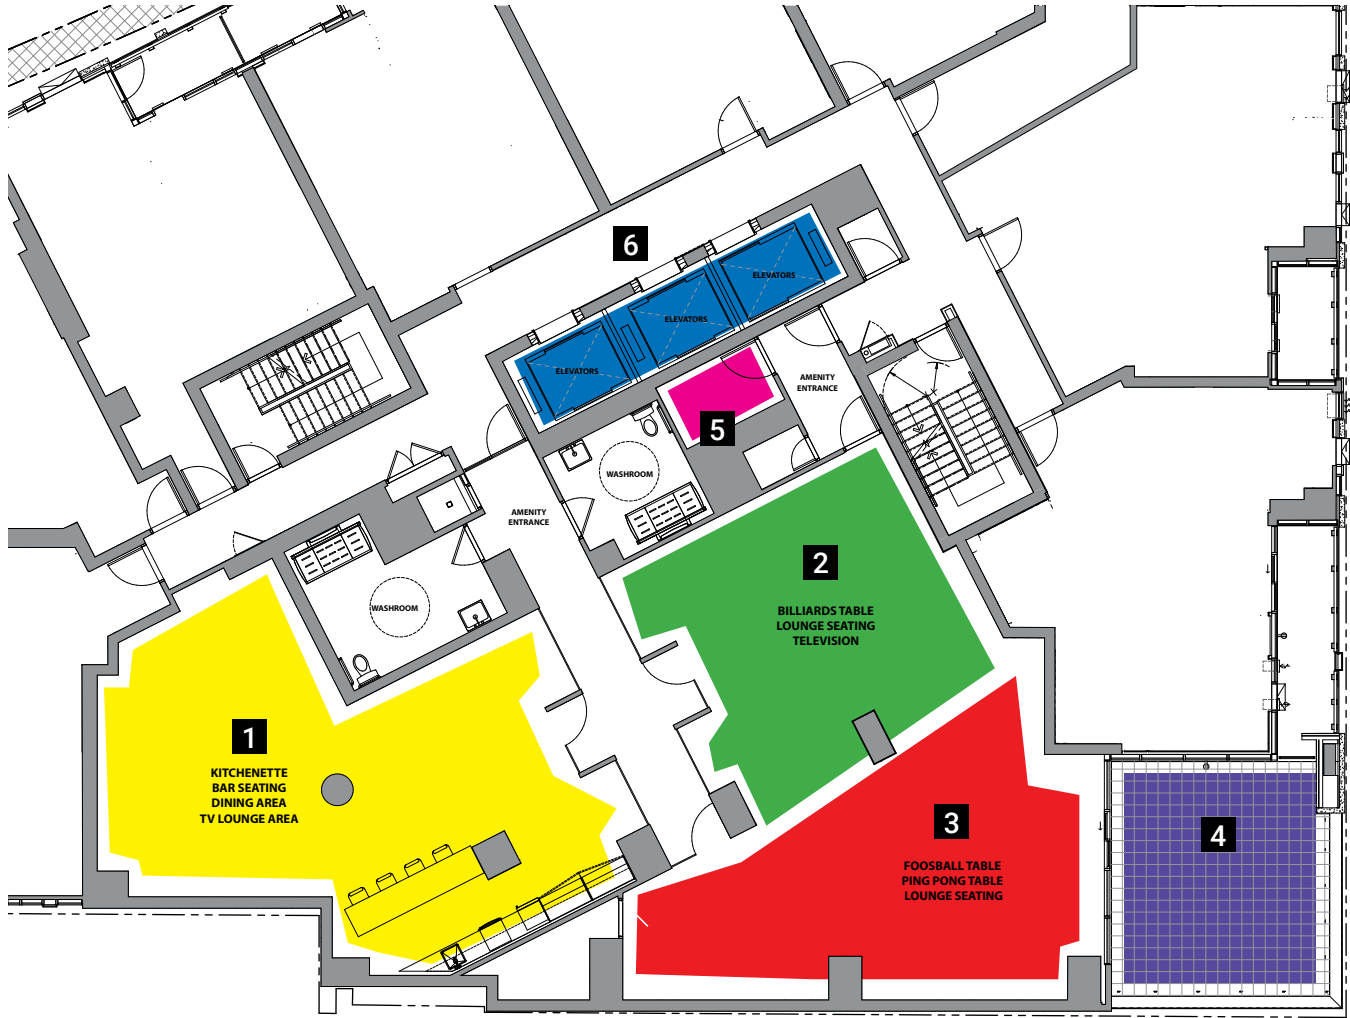 6
ELEVATORS
ELEVATORS
ELEVATORS
AMENITY
ENTRANCE
5
WASHROOM
AMENITY
ENTRANCE
2
BILLIARDS TABLE
LOUNGE SEATING
TELEVISION
WASHROOM
1
KITCHENETTE
BAR SEATING
DINING AREA
TV LOUNGE AREA
3
FOOSBALL TABLE
PING PONG TABLE
LOUNGE SEATING
4